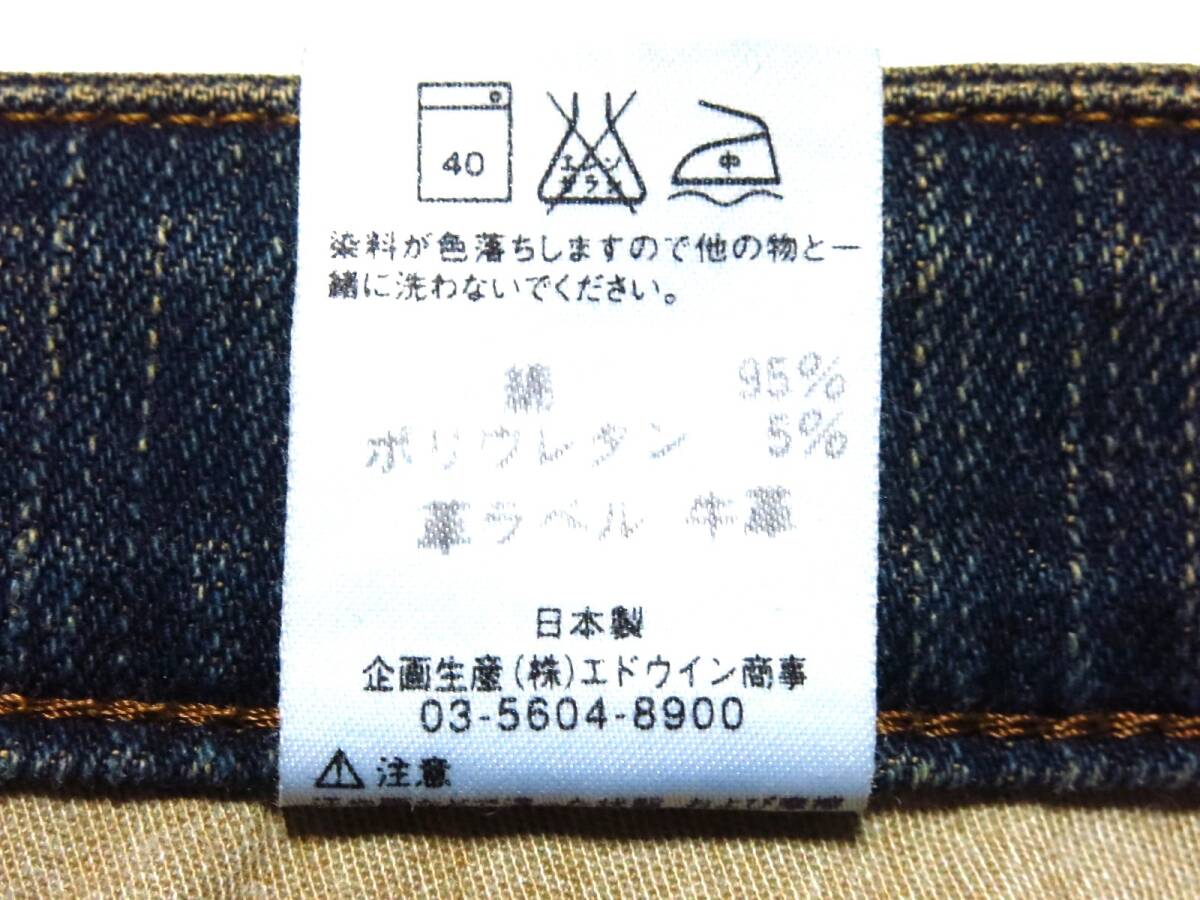 40
エンソ
サラシ
中
染料が色落ちしますので他の物と一
緒に洗わないでください。
綿 95%
ポリウレタン 5%
革ラベル 牛革
日本製
企画生産(株)エドウイン商事
03-5604-8900
注意